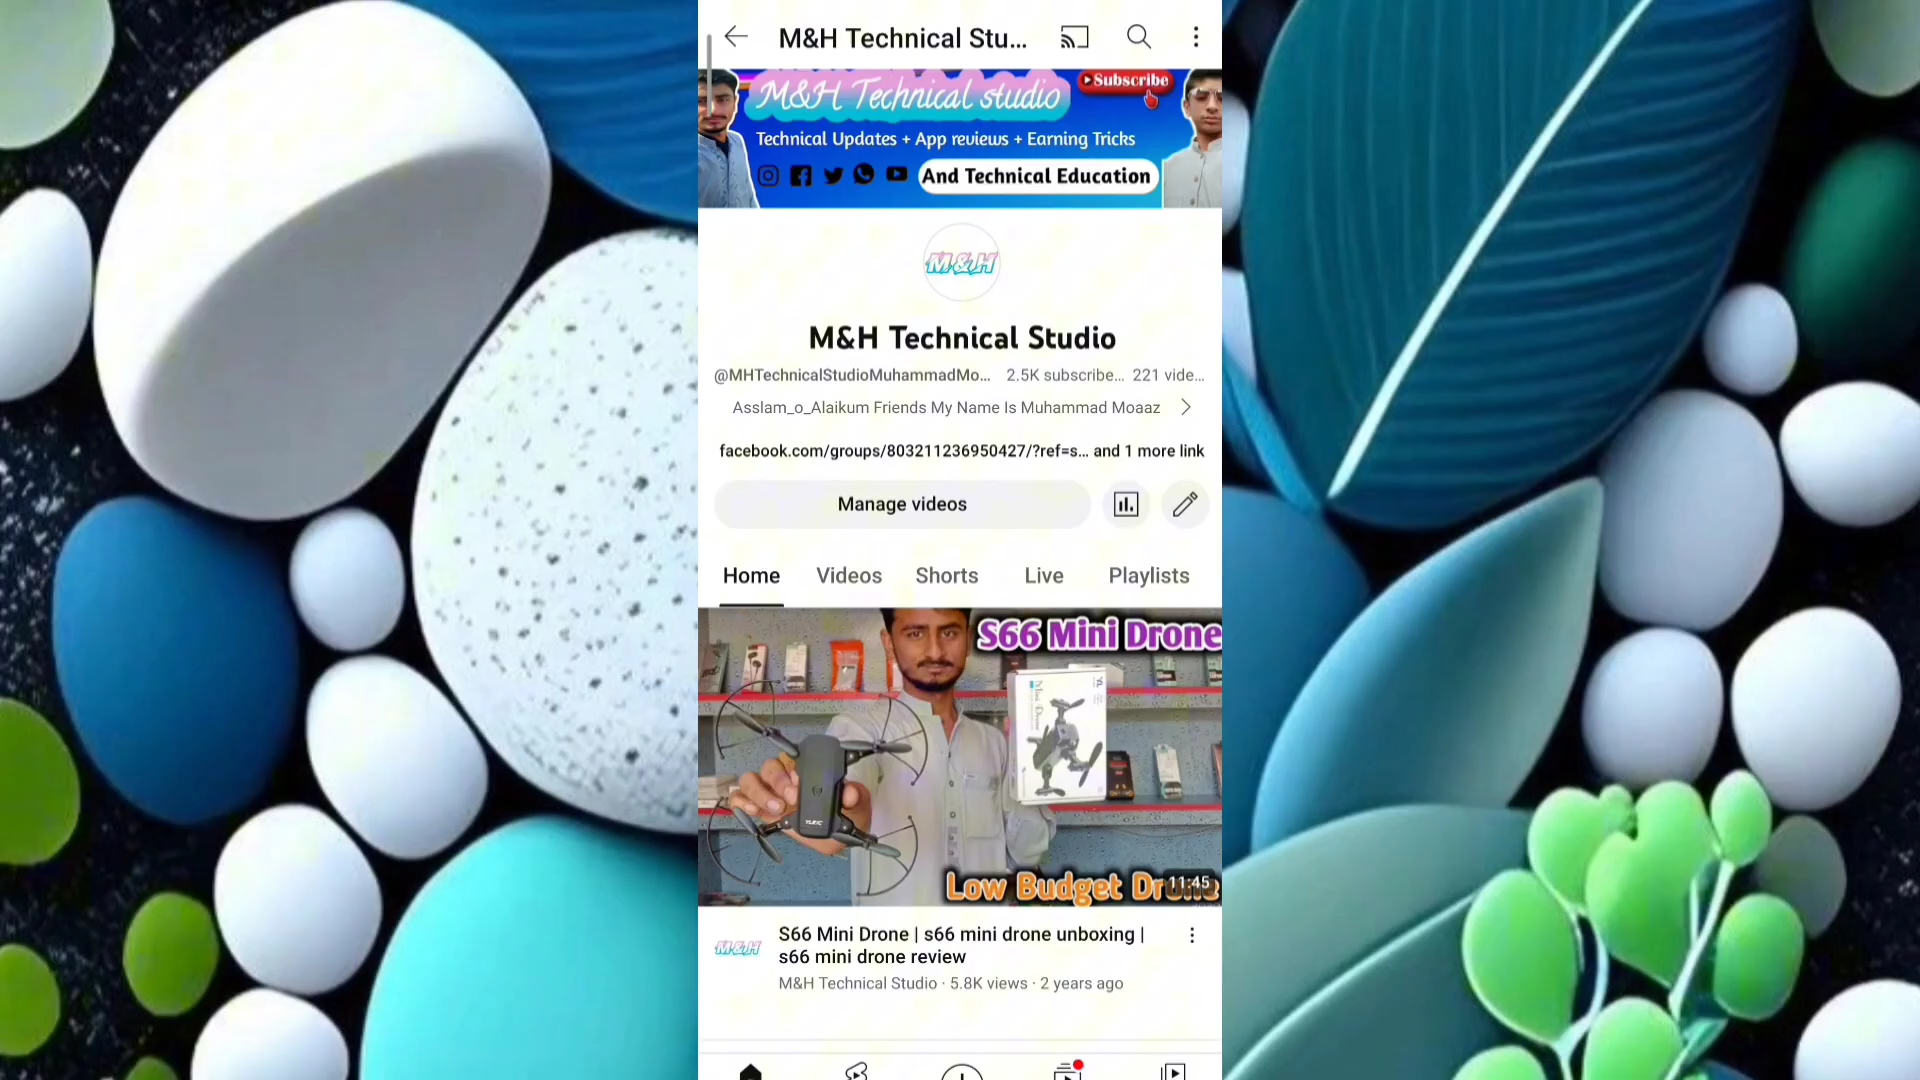 M&H Technical Stu...
M&H Technical studio
Subscribe
Technical Updates + App reviews + Earning Tricks
And Technical Education
M&H
M&H Technical Studio
@MHTechnicalStudioMuhammadMo... 2.5K subscribe... 221 vide...
Asslam_o_Alaikum Friends My Name Is Muhammad Moaaz
facebook.com/groups/803211236950427/?ref=s... and 1 more link
Manage videos
Home Videos Shorts Live Playlists
S66 Mini Drone
Mini Drone
Low Budget Drone
11:45
M&H
S66 Mini Drone | s66 mini drone unboxing |
s66 mini drone review
M&H Technical Studio · 5.8K views · 2 years ago